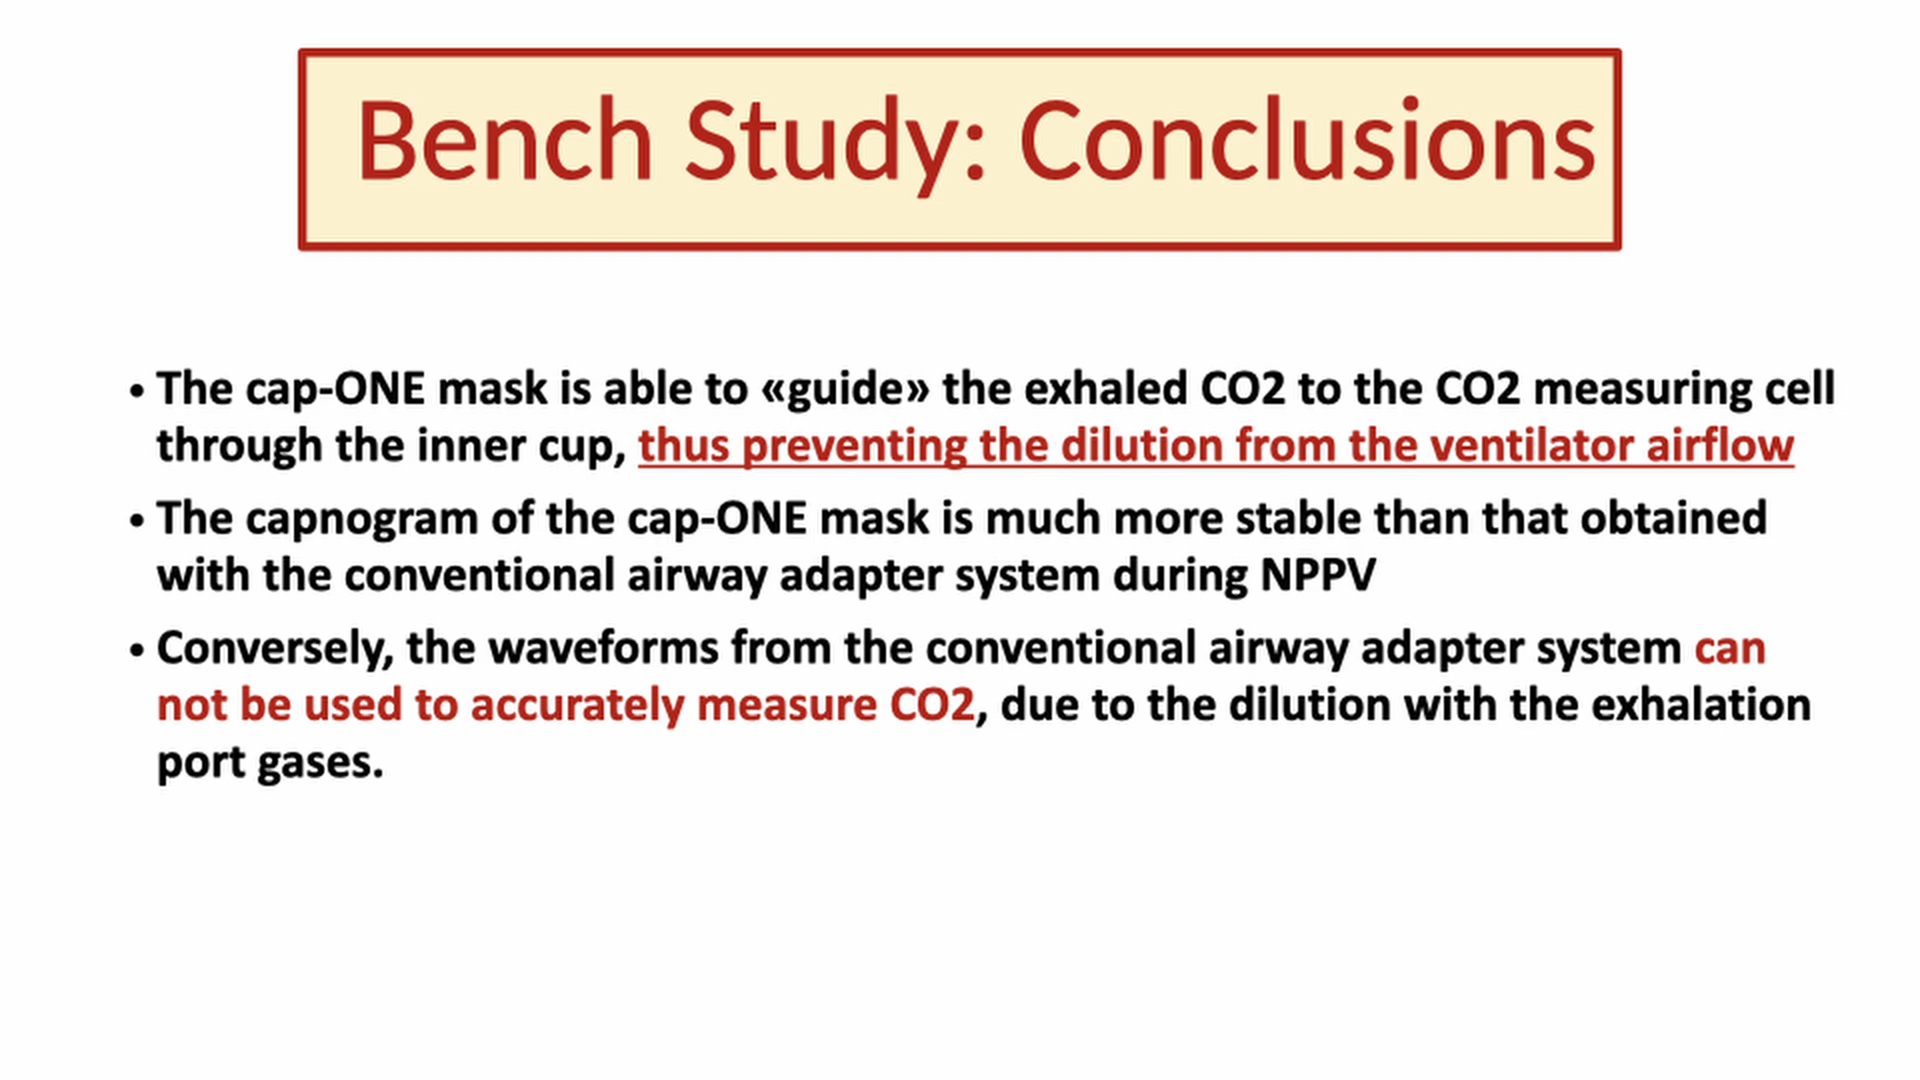 Bench Study: Conclusions
• The cap-ONE mask is able to «guide» the exhaled CO2 to the CO2 measuring cell
through the inner cup, thus preventing the dilution from the ventilator airflow
• The capnogram of the cap-ONE mask is much more stable than that obtained
with the conventional airway adapter system during NPPV
• Conversely, the waveforms from the conventional airway adapter system can
not be used to accurately measure CO2, due to the dilution with the exhalation
port gases.